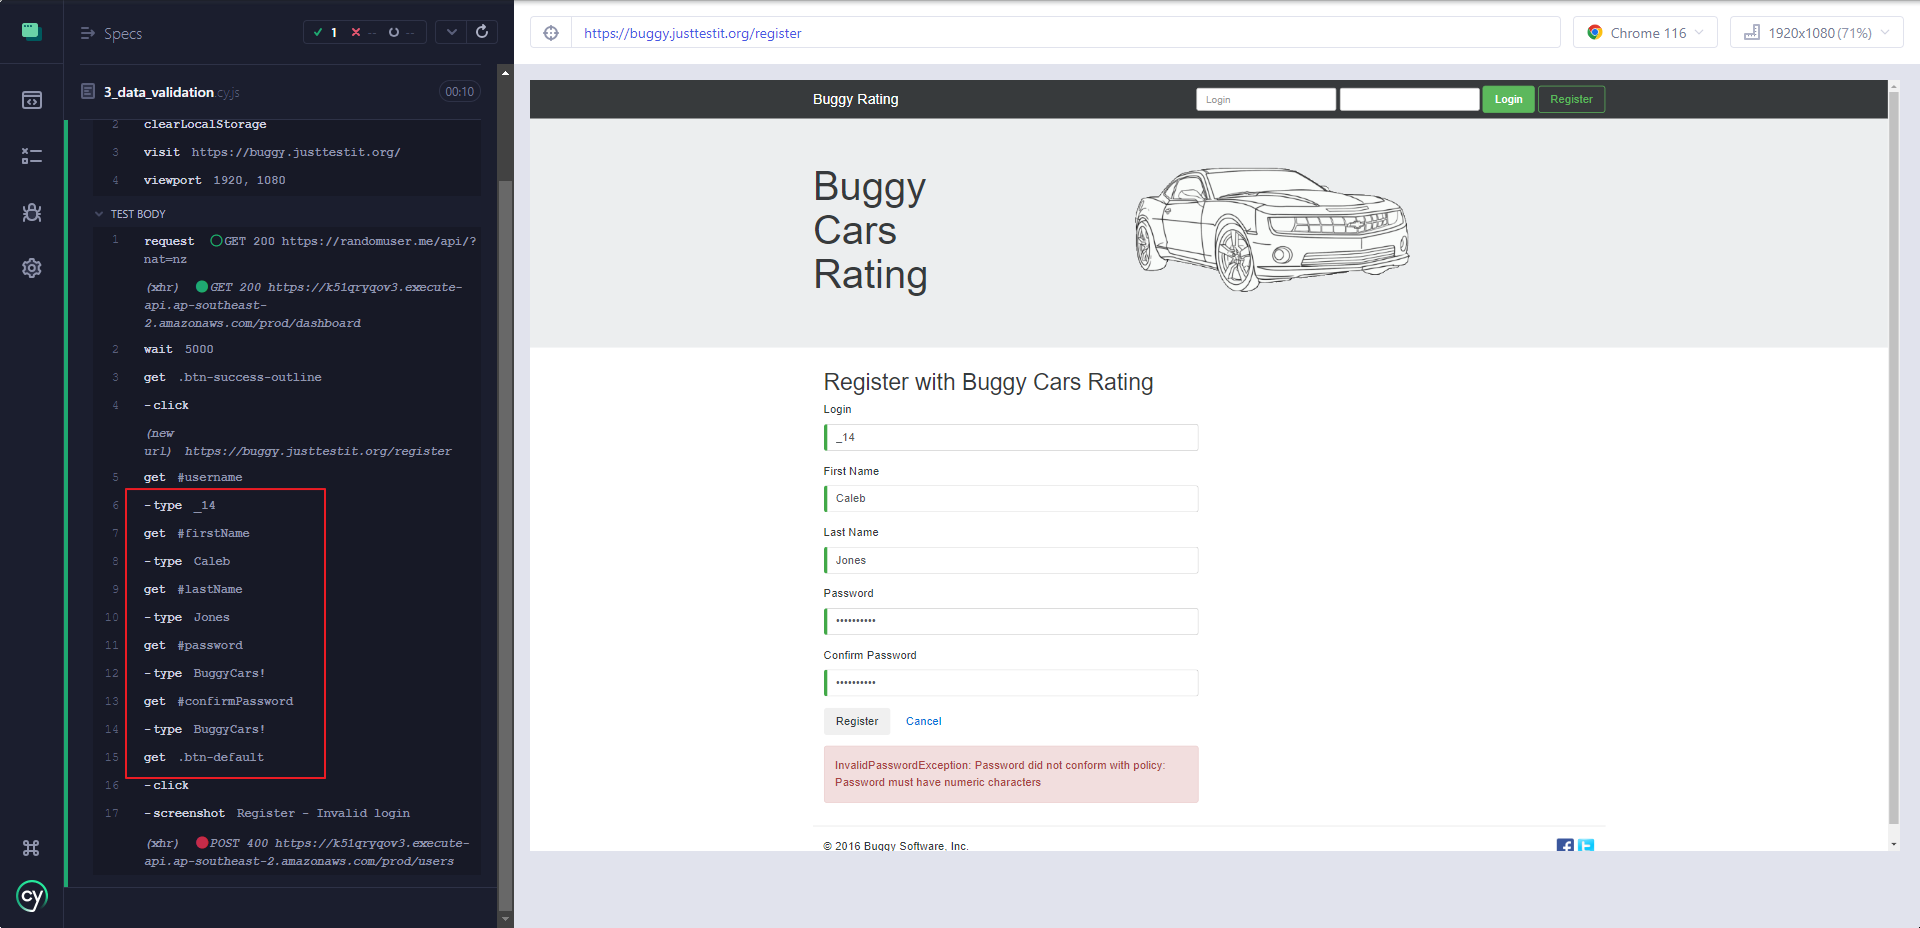 Specs
1 -- --
https://buggy.justtestit.org/register
Chrome 116
1920x1080 (71%)
3_data_validation.cy.js
00:10
2 clearLocalStorage
3 visit https://buggy.justtestit.org/
4 viewport 1920, 1080
TEST BODY
1 request GET 200 https://randomuser.me/api/?
nat=nz
(xhr) GET 200 https://k51qryqov3.execute-
api.ap-southeast-
2.amazonaws.com/prod/dashboard
2 wait 5000
3 get .btn-success-outline
4 -click
(new
url) https://buggy.justtestit.org/register
5 get #username
6 -type _14
7 get #firstName
8 -type Caleb
9 get #lastName
10 -type Jones
11 get #password
12 -type BuggyCars!
13 get #confirmPassword
14 -type BuggyCars!
15 get .btn-default
16 -click
17 -screenshot Register - Invalid login
(xhr) POST 400 https://k51qryqov3.execute-
api.ap-southeast-2.amazonaws.com/prod/users
cy
Buggy Rating
Login
Login
Register
Buggy
Cars
Rating
Register with Buggy Cars Rating
Login
_14
First Name
Caleb
Last Name
Jones
Password
••••••••••
Confirm Password
••••••••••
Register
Cancel
InvalidPasswordException: Password did not conform with policy:
Password must have numeric characters
© 2016 Buggy Software, Inc.